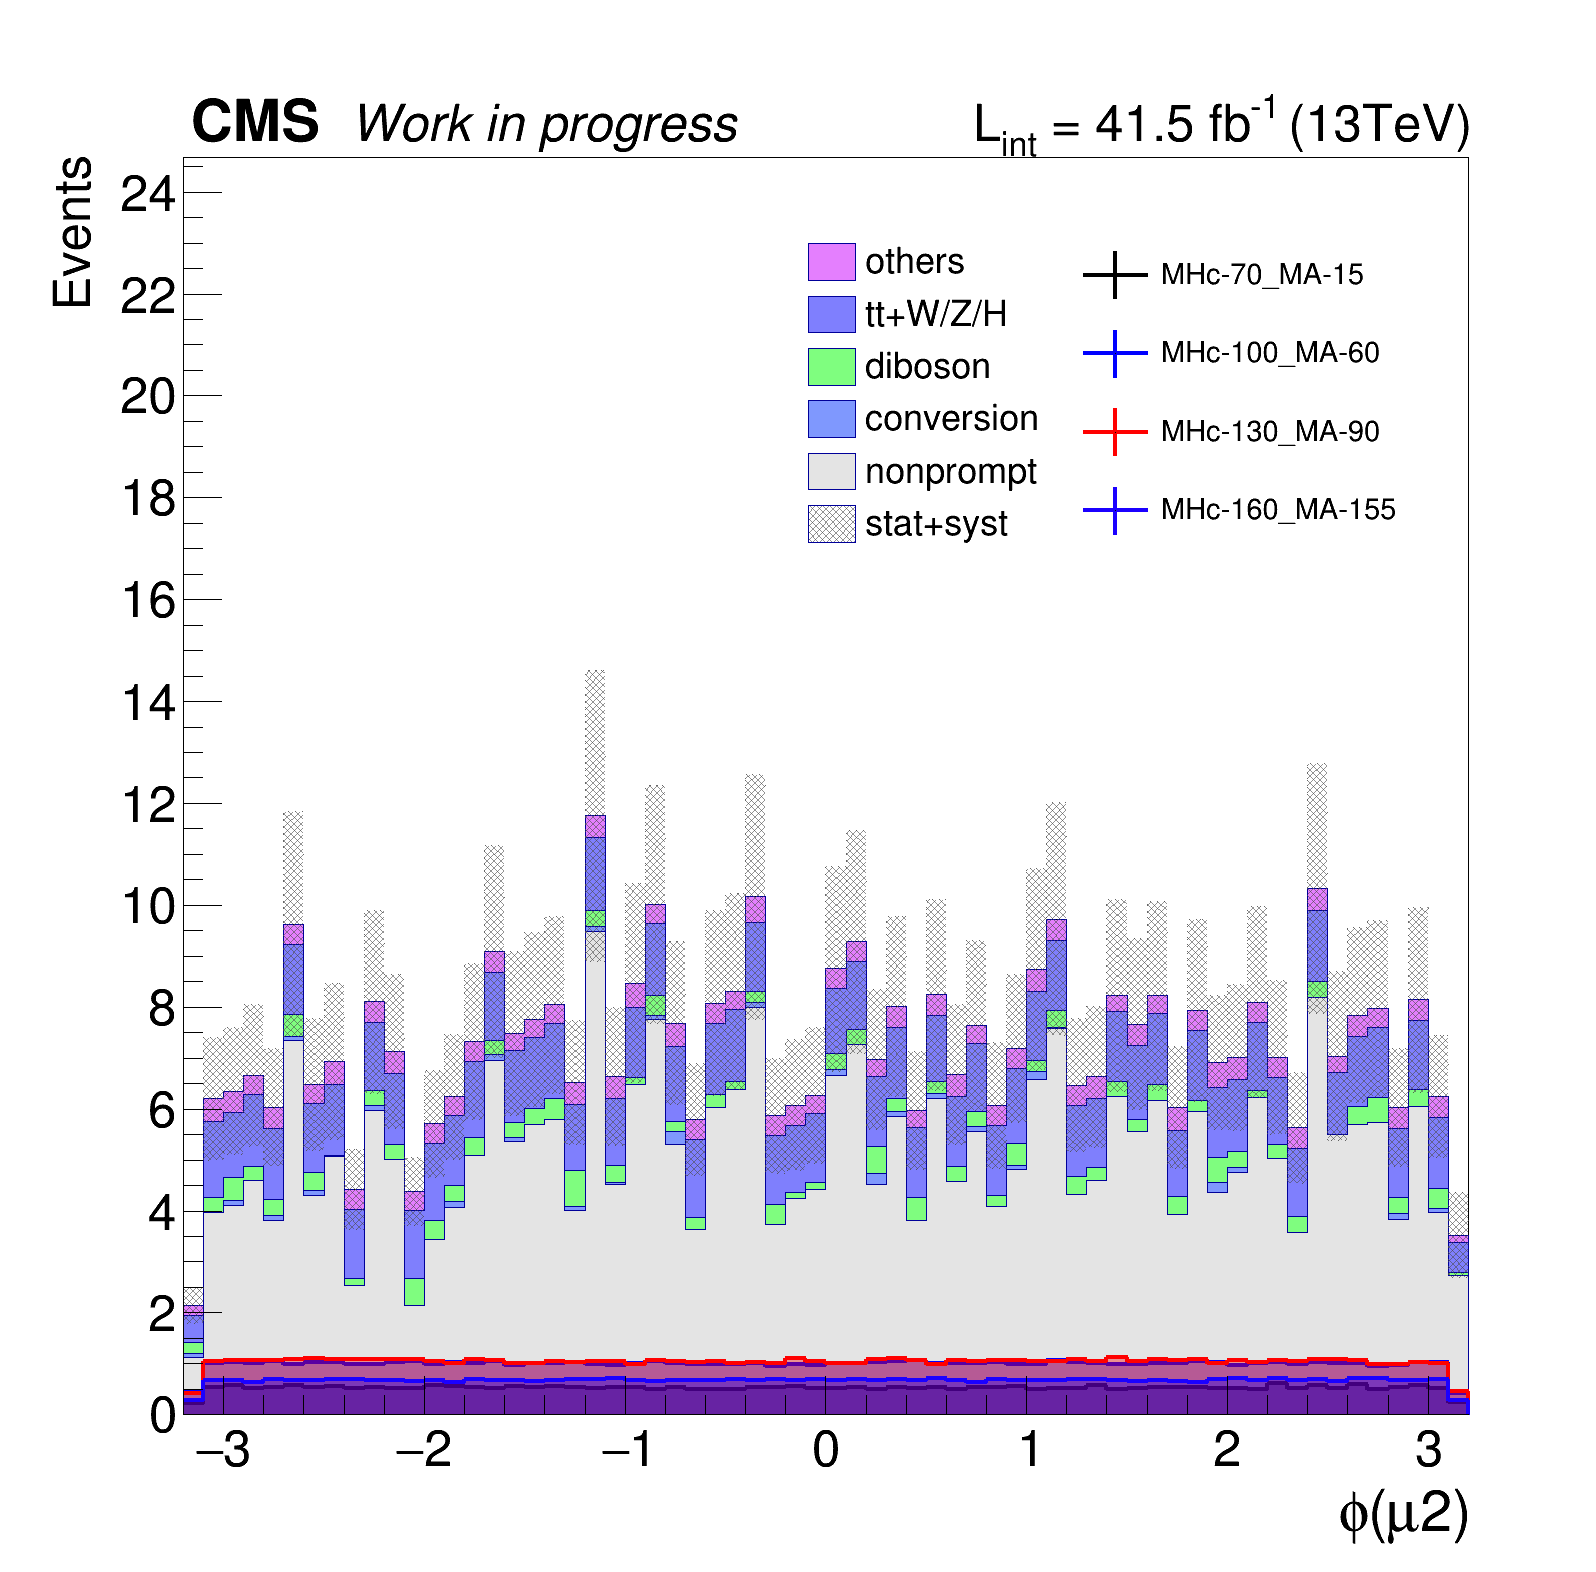 CMS Work in progress
L_int = 41.5 fb^-1 (13TeV)
Events
24
22
20
18
16
14
12
10
8
6
4
2
0
others
tt+W/Z/H
diboson
conversion
nonprompt
stat+syst
MHc-70_MA-15
MHc-100_MA-60
MHc-130_MA-90
MHc-160_MA-155
−3 −2 −1 0 1 2 3
ϕ(μ2)